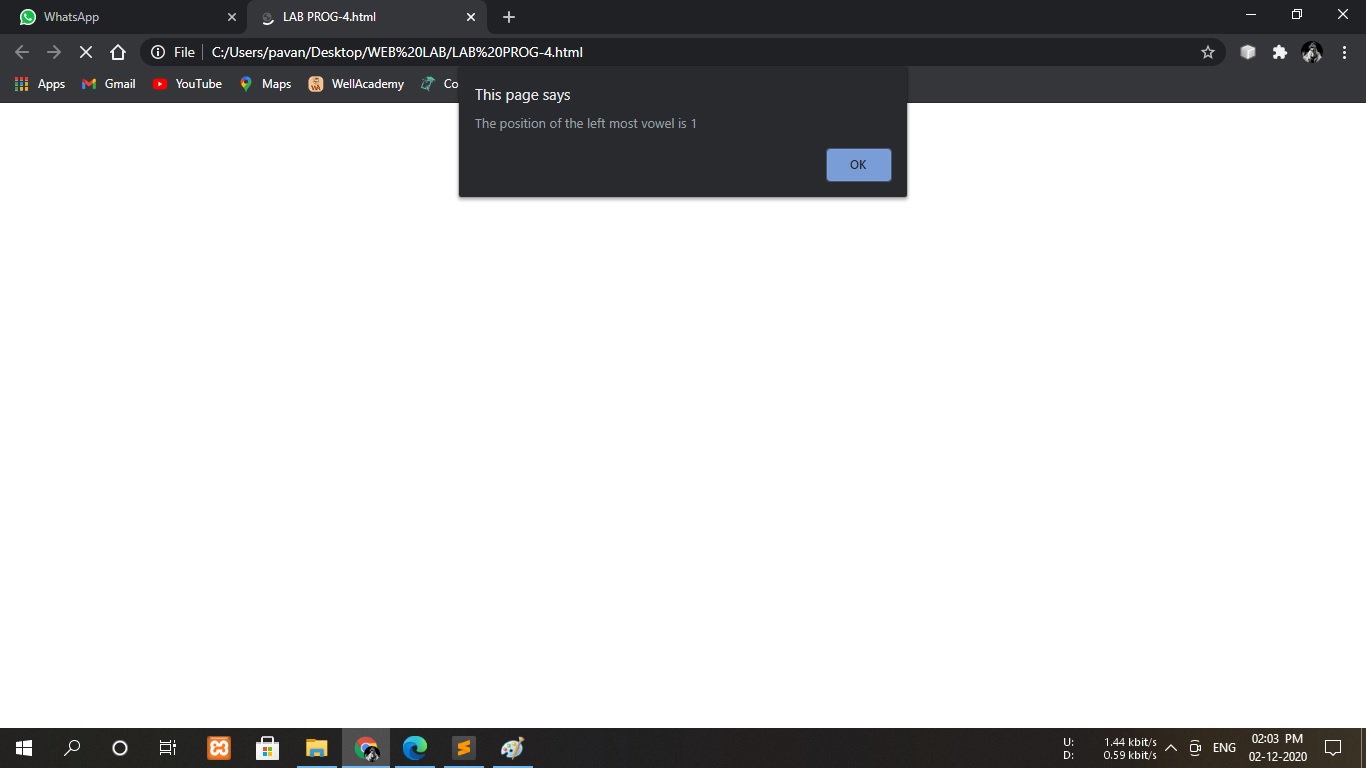 WhatsApp
LAB PROG-4.html
File
C:/Users/pavan/Desktop/WEB%20LAB/LAB%20PROG-4.html
Apps Gmail YouTube Maps WellAcademy Co
This page says
The position of the left most vowel is 1
OK
U: 1.44 kbit/s
D: 0.59 kbit/s
ENG
02:03 PM
02-12-2020